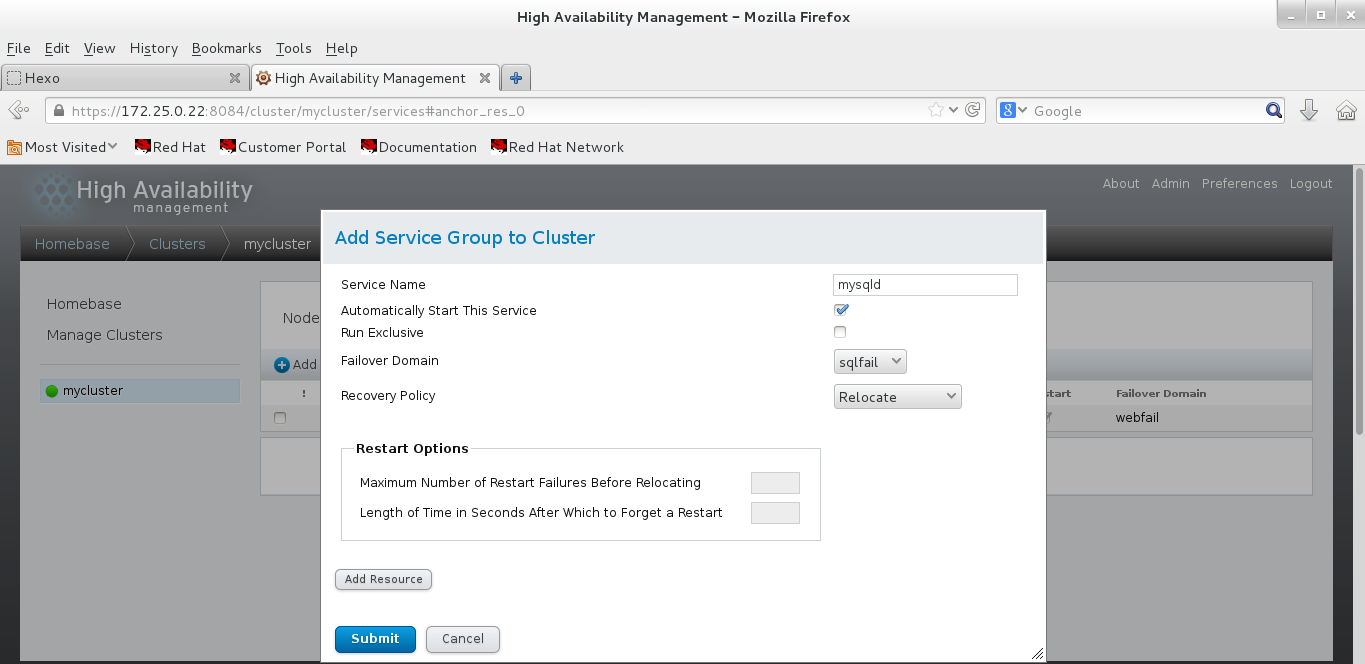 High Availability Management - Mozilla Firefox
File Edit View History Bookmarks Tools Help
Hexo
High Availability Management
https://172.25.0.22:8084/cluster/mycluster/services#anchor_res_0
Google
Most Visited Red Hat Customer Portal Documentation Red Hat Network
High Availability
management
About Admin Preferences Logout
Homebase Clusters mycluster
Homebase
Manage Clusters
mycluster
Node
Add
!
Failover Domain
webfail
Add Service Group to Cluster
Service Name mysqld
Automatically Start This Service
Run Exclusive
Failover Domain sqlfail
Recovery Policy Relocate
Restart Options
Maximum Number of Restart Failures Before Relocating
Length of Time in Seconds After Which to Forget a Restart
Add Resource
Submit Cancel